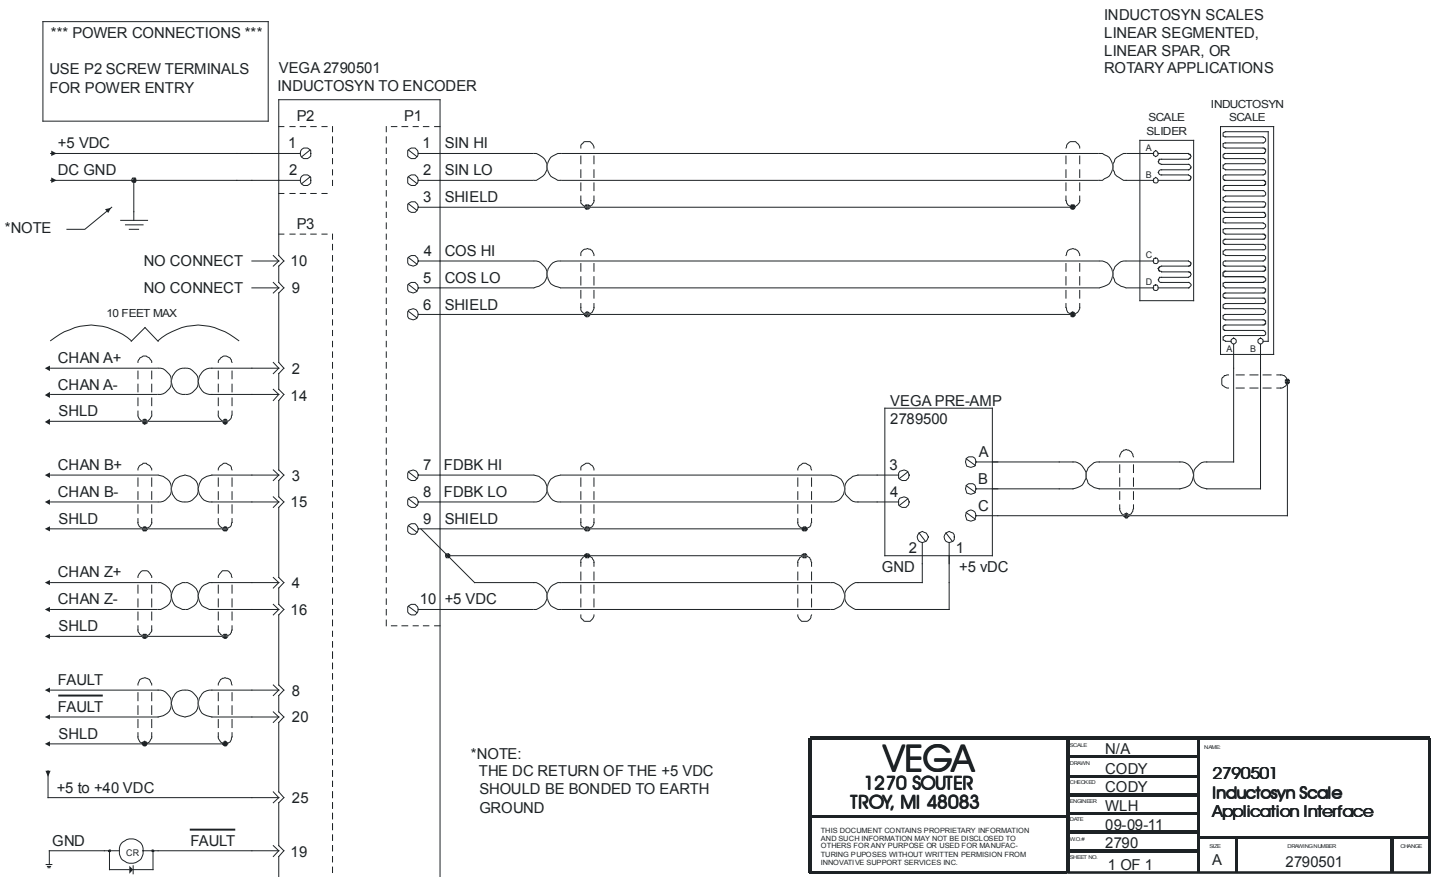 *** POWER CONNECTIONS ***
USE P2 SCREW TERMINALS
FOR POWER ENTRY
VEGA 2790501
INDUCTOSYN TO ENCODER
INDUCTOSYN SCALES
LINEAR SEGMENTED,
LINEAR SPAR, OR
ROTARY APPLICATIONS
P2
P1
SCALE
SLIDER
INDUCTOSYN
SCALE
+5 VDC
1
DC GND
2
*NOTE
1 SIN HI
2 SIN LO
3 SHIELD
4 COS HI
5 COS LO
6 SHIELD
A
B
C
D
A B
P3
NO CONNECT
10
NO CONNECT
9
10 FEET MAX
CHAN A+
2
CHAN A-
14
SHLD
CHAN B+
3
CHAN B-
15
SHLD
CHAN Z+
4
CHAN Z-
16
SHLD
FAULT
8
FAULT
20
SHLD
+5 to +40 VDC
25
GND
CR
FAULT
19
7 FDBK HI
8 FDBK LO
9 SHIELD
10 +5 VDC
VEGA PRE-AMP
2789500
3
4
A
B
C
2
1
GND
+5 vDC
*NOTE:
THE DC RETURN OF THE +5 VDC
SHOULD BE BONDED TO EARTH
GROUND
VEGA
1270 SOUTER
TROY, MI 48083
THIS DOCUMENT CONTAINS PROPRIETARY INFORMATION
AND SUCH INFORMATION MAY NOT BE DISCLOSED TO
OTHERS FOR ANY PURPOSE OR USED FOR MANUFAC-
TURING PUPOSES WITHOUT WRITTEN PERMISION FROM
INNOVATIVE SUPPORT SERVICES INC.
SCALE N/A
DRAWN CODY
CHECKED CODY
ENGINEER WLH
DATE 09-09-11
W.O.# 2790
SHEET NO. 1 OF 1
NAME:
2790501
Inductosyn Scale
Application Interface
SIZE
A
DRAWING NUMBER
2790501
CHANGE